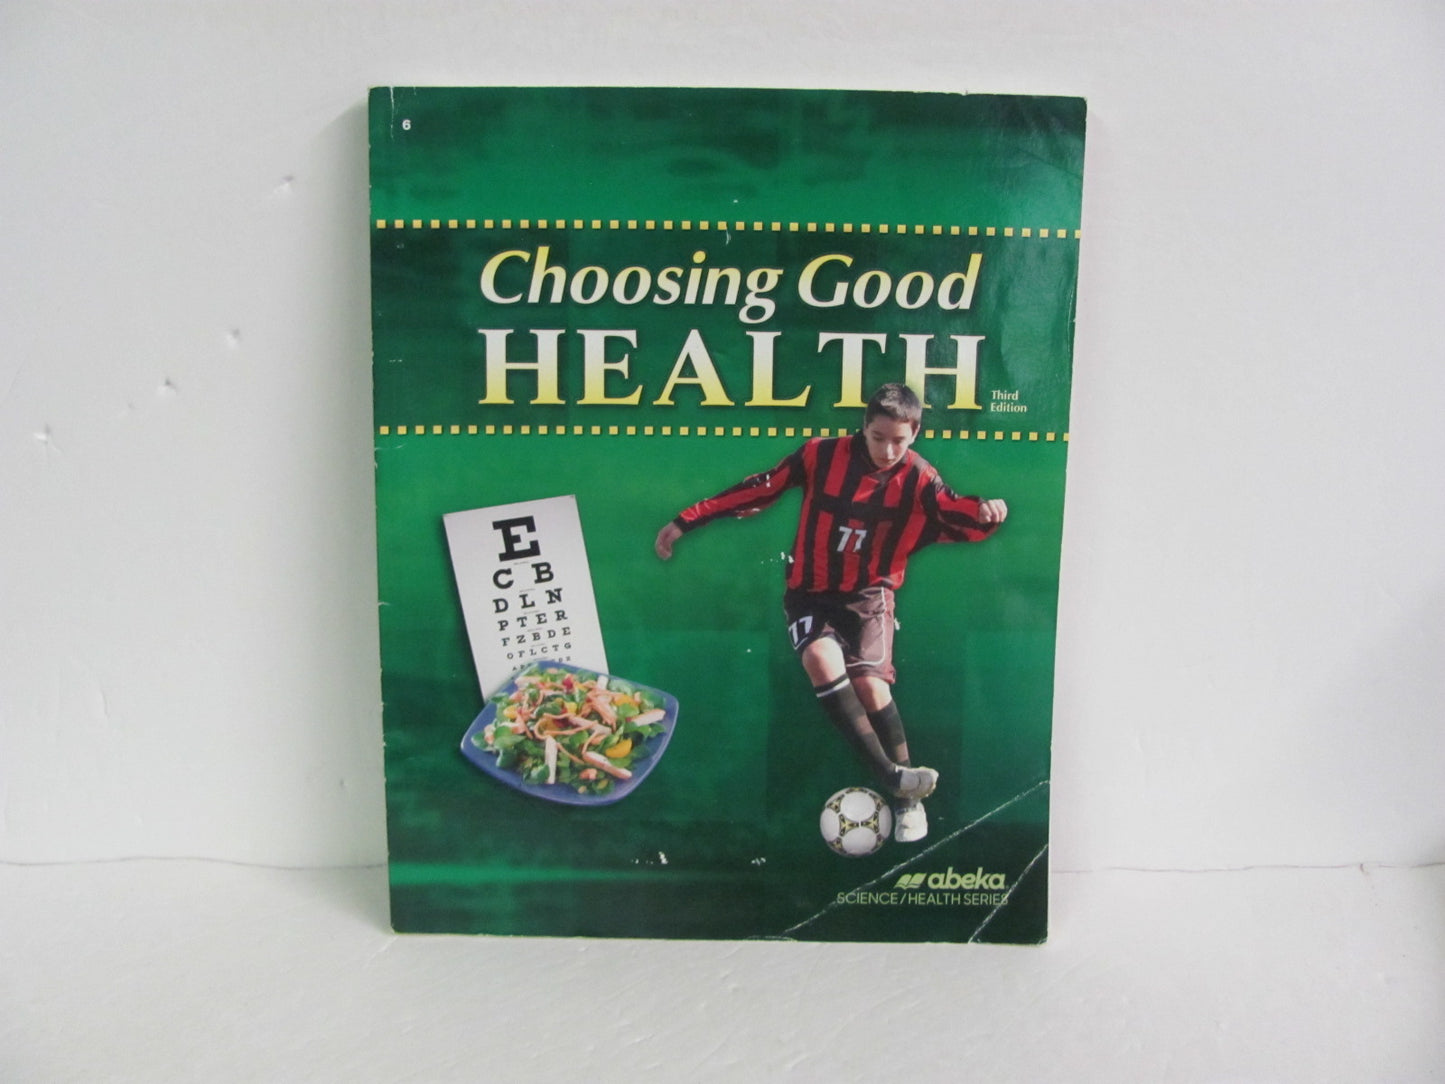 6
Choosing Good
HEALTH
Third
Edition
77
77
E
C B
D L N
P T E R
F Z B D E
O F L C T G
abeka
SCIENCE/HEALTH SERIES